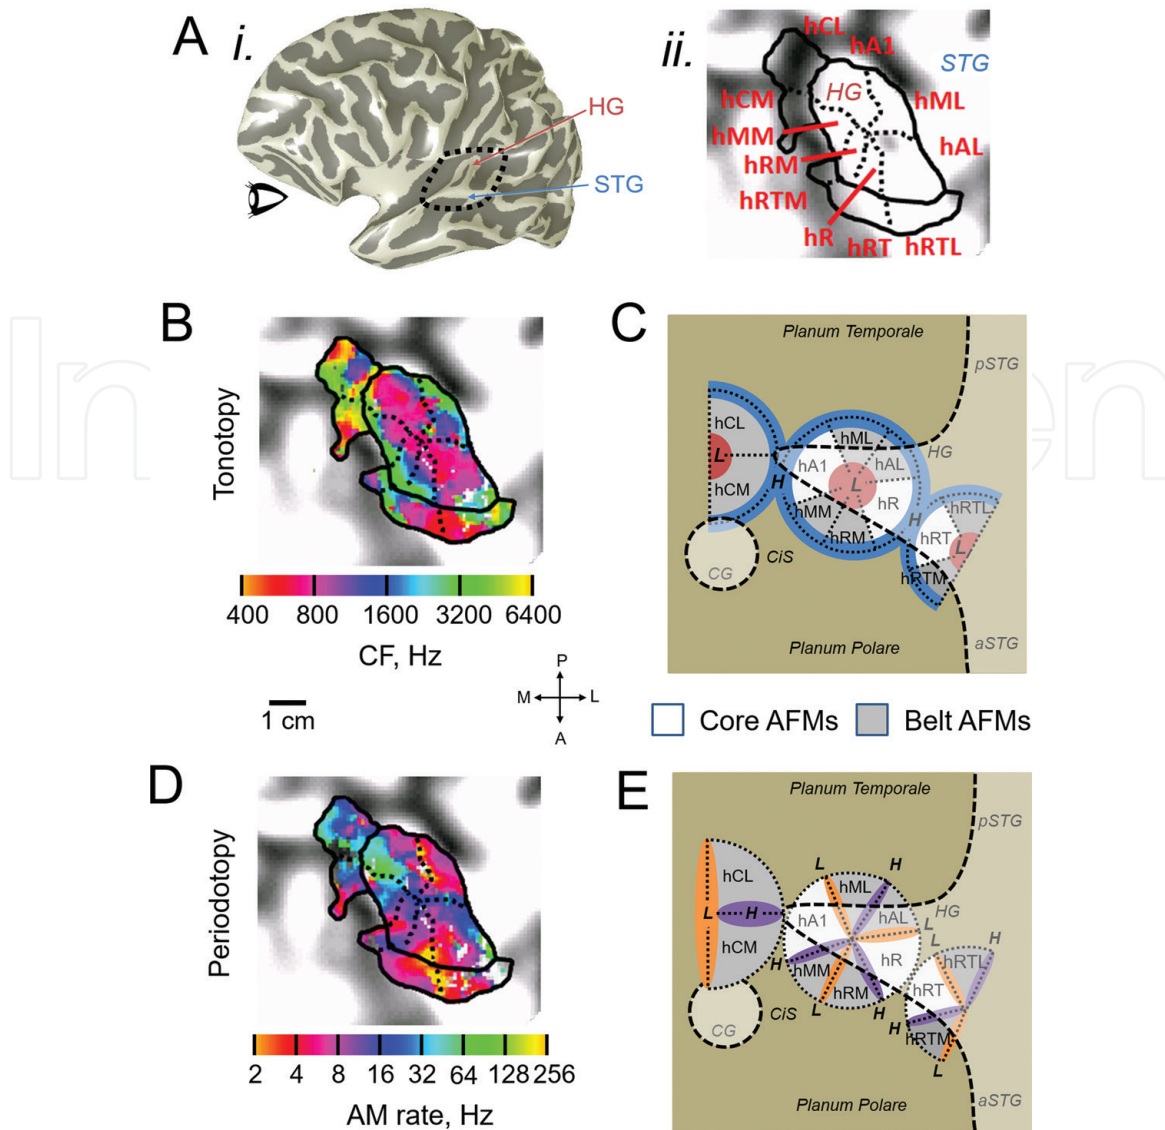 A
i.
HG
STG
ii.
hCL
hA1
STG
HG
hCM
hML
hMM
hAL
hRM
hRTM
hR
hRT
hRTL
B
Tonotopy
400 800 1600 3200 6400
CF, Hz
1 cm
P
M L
A
C
Planum Temporale
pSTG
hCL
hML
HG
L
hA1
hAL
hCM
H
L
hR
hMM
H
hRTL
hRM
hRT
L
CiS
CG
hRTM
Planum Polare
aSTG
Core AFMs Belt AFMs
D
Periodotopy
2 4 8 16 32 64 128 256
AM rate, Hz
E
Planum Temporale
pSTG
L
H
hCL
hML
hA1
hAL
HG
L H
L
L
H
hCM
hR
hRTL
H
hMM
hRT
hRM
L
H
CiS
H
CG
hRTM
L
Planum Polare
aSTG
In
en